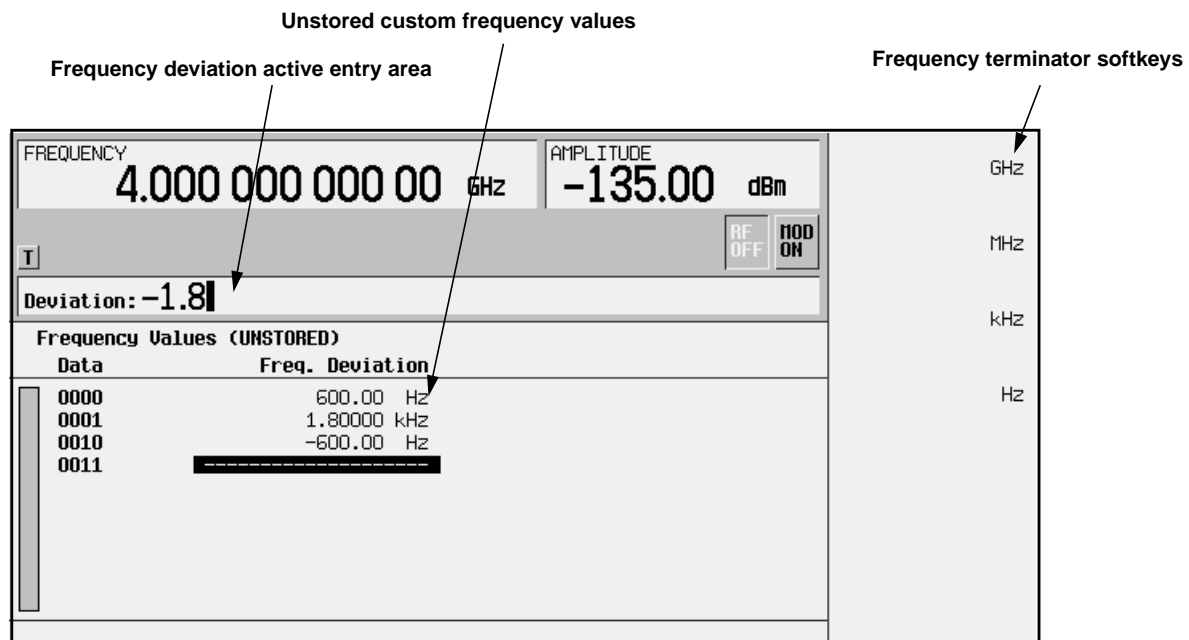 Unstored custom frequency values
Frequency deviation active entry area
Frequency terminator softkeys
FREQUENCY
4.000 000 000 00 GHz
AMPLITUDE
-135.00 dBm
RF OFF
MOD ON
T
Deviation: -1.8
GHz
MHz
kHz
Hz
Frequency Values (UNSTORED)
Data Freq. Deviation
0000 600.00 Hz
0001 1.80000 kHz
0010 -600.00 Hz
0011 --------------------